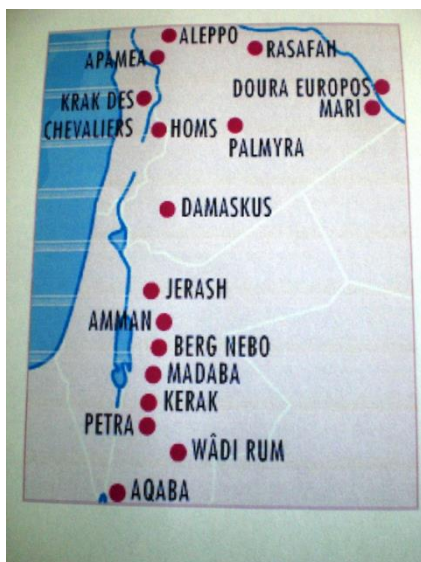 ALEPPO
RASAFAH
APAMEA
DOURA EUROPOS
MARI
KRAK DES
CHEVALIERS
HOMS
PALMYRA
DAMASKUS
JERASH
AMMAN
BERG NEBO
MADABA
KERAK
PETRA
WÂDI RUM
AQABA